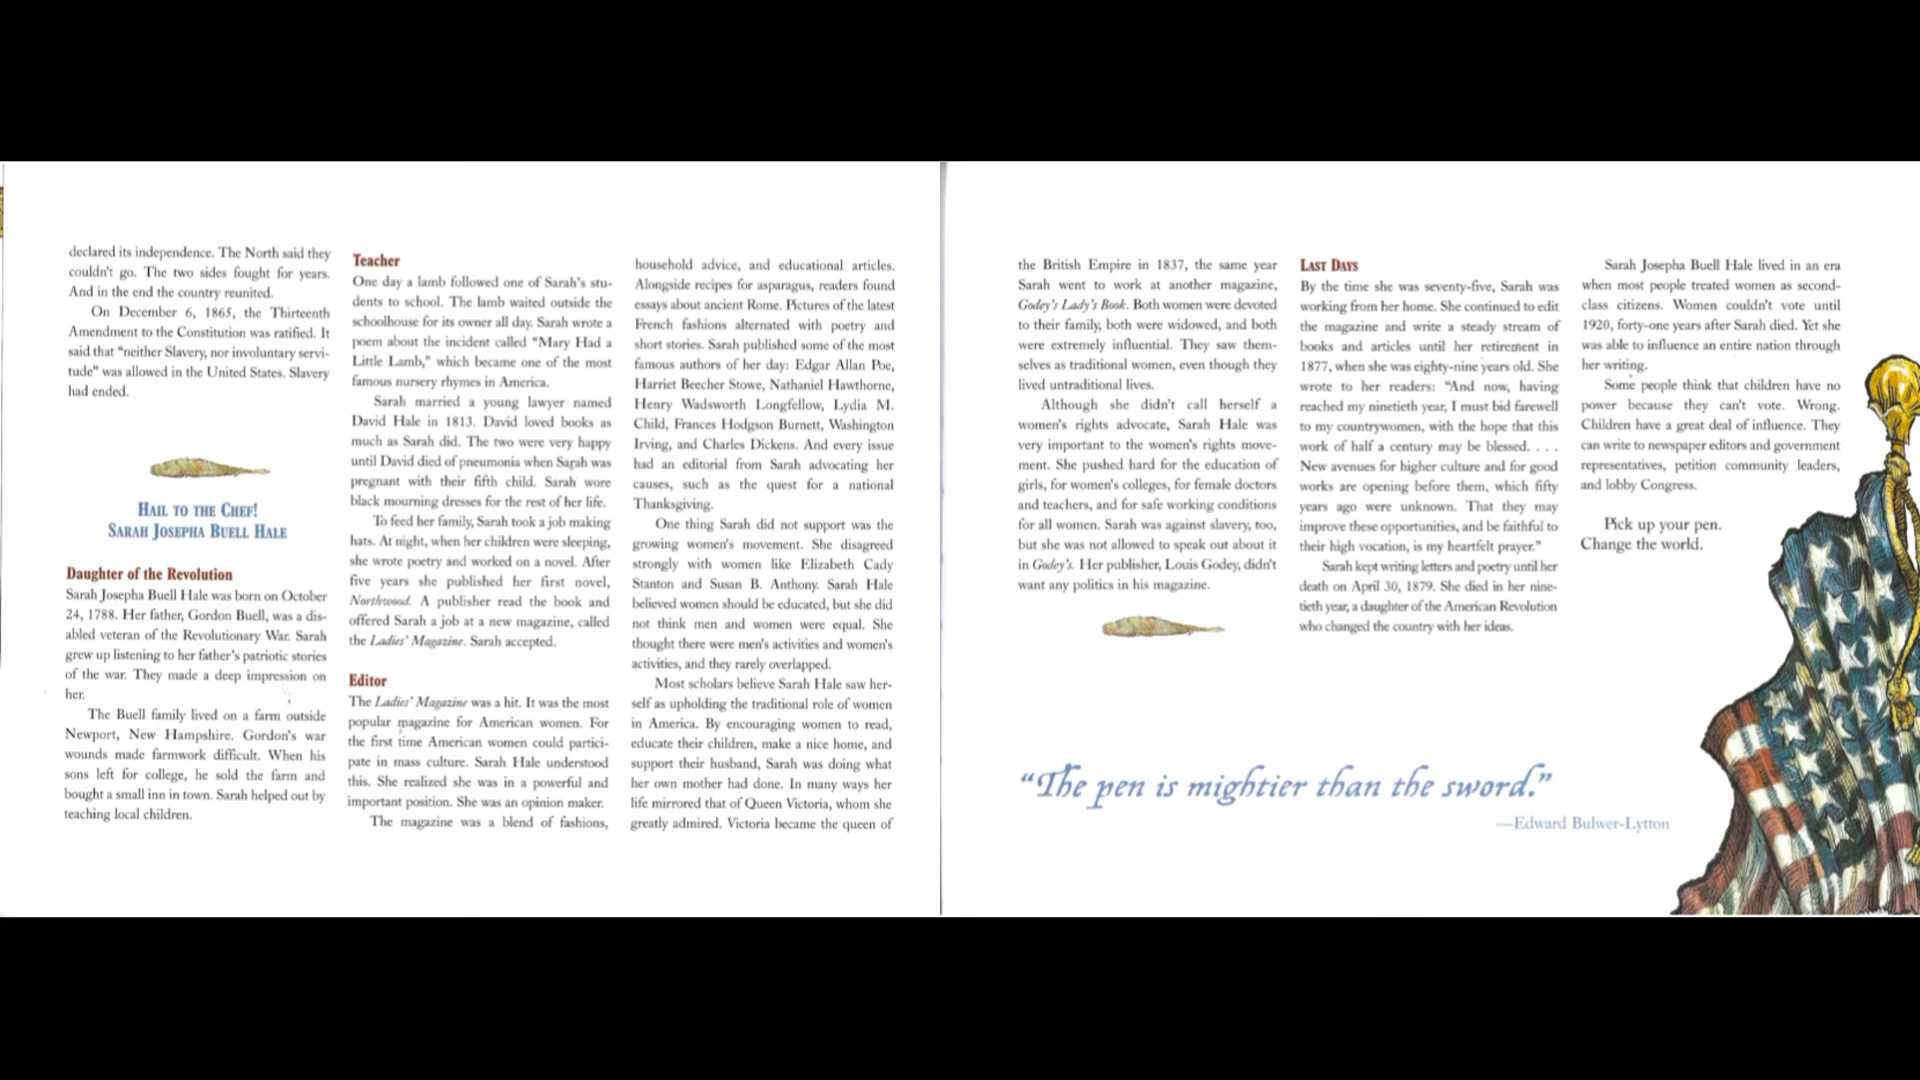 declared its independence. The North said they
couldn't go. The two sides fought for years.
And in the end the country reunited.
On December 6, 1865, the Thirteenth
Amendment to the Constitution was ratified. It
said that "neither Slavery, nor involuntary servi-
tude" was allowed in the United States. Slavery
had ended.
HAIL TO THE CHEF!
SARAH JOSEPHA BUELL HALE
Daughter of the Revolution
Sarah Josepha Buell Hale was born on October
24, 1788. Her father, Gordon Buell, was a dis-
abled veteran of the Revolutionary War. Sarah
grew up listening to her father's patriotic stories
of the war. They made a deep impression on
her.
The Buell family lived on a farm outside
Newport, New Hampshire. Gordon's war
wounds made farmwork difficult. When his
sons left for college, he sold the farm and
bought a small inn in town. Sarah helped out by
teaching local children.
Teacher
One day a lamb followed one of Sarah's stu-
dents to school. The lamb waited outside the
schoolhouse for its owner all day. Sarah wrote a
poem about the incident called "Mary Had a
Little Lamb," which became one of the most
famous nursery rhymes in America.
Sarah married a young lawyer named
David Hale in 1813. David loved books as
much as Sarah did. The two were very happy
until David died of pneumonia when Sarah was
pregnant with their fifth child. Sarah wore
black mourning dresses for the rest of her life.
To feed her family, Sarah took a job making
hats. At night, when her children were sleeping,
she wrote poetry and worked on a novel. After
five years she published her first novel,
Northwood. A publisher read the book and
offered Sarah a job at a new magazine, called
the Ladies' Magazine. Sarah accepted.
Editor
The Ladies' Magazine was a hit. It was the most
popular magazine for American women. For
the first time American women could partici-
pate in mass culture. Sarah Hale understood
this. She realized she was in a powerful and
important position. She was an opinion maker.
The magazine was a blend of fashions,
household advice, and educational articles.
Alongside recipes for asparagus, readers found
essays about ancient Rome. Pictures of the latest
French fashions alternated with poetry and
short stories. Sarah published some of the most
famous authors of her day: Edgar Allan Poe,
Harriet Beecher Stowe, Nathaniel Hawthorne,
Henry Wadsworth Longfellow, Lydia M.
Child, Frances Hodgson Burnett, Washington
Irving, and Charles Dickens. And every issue
had an editorial from Sarah advocating her
causes, such as the quest for a national
Thanksgiving.
One thing Sarah did not support was the
growing women's movement. She disagreed
strongly with women like Elizabeth Cady
Stanton and Susan B. Anthony. Sarah Hale
believed women should be educated, but she did
not think men and women were equal. She
thought there were men's activities and women's
activities, and they rarely overlapped.
Most scholars believe Sarah Hale saw her-
self as upholding the traditional role of women
in America. By encouraging women to read,
educate their children, make a nice home, and
support their husband, Sarah was doing what
her own mother had done. In many ways her
life mirrored that of Queen Victoria, whom she
greatly admired. Victoria became the queen of
the British Empire in 1837, the same year
Sarah went to work at another magazine,
Godey's Lady's Book. Both women were devoted
to their family, both were widowed, and both
were extremely influential. They saw them-
selves as traditional women, even though they
lived untraditional lives.
Although she didn't call herself a
women's rights advocate, Sarah Hale was
very important to the women's rights move-
ment. She pushed hard for the education of
girls, for women's colleges, for female doctors
and teachers, and for safe working conditions
for all women. Sarah was against slavery, too,
but she was not allowed to speak out about it
in Godey's. Her publisher, Louis Godey, didn't
want any politics in his magazine.
LAST DAYS
By the time she was seventy-five, Sarah was
working from her home. She continued to edit
the magazine and write a steady stream of
books and articles until her retirement in
1877, when she was eighty-nine years old. She
wrote to her readers: "And now, having
reached my ninetieth year, I must bid farewell
to my countrywomen, with the hope that this
work of half a century may be blessed. . . .
New avenues for higher culture and for good
works are opening before them, which fifty
years ago were unknown. That they may
improve these opportunities, and be faithful to
their high vocation, is my heartfelt prayer."
Sarah kept writing letters and poetry until her
death on April 30, 1879. She died in her nine-
tieth year, a daughter of the American Revolution
who changed the country with her ideas.
Sarah Josepha Buell Hale lived in an era
when most people treated women as second-
class citizens. Women couldn't vote until
1920, forty-one years after Sarah died. Yet she
was able to influence an entire nation through
her writing.
Some people think that children have no
power because they can't vote. Wrong.
Children have a great deal of influence. They
can write to newspaper editors and government
representatives, petition community leaders,
and lobby Congress.
Pick up your pen.
Change the world.
"The pen is mightier than the sword."
—Edward Bulwer-Lytton